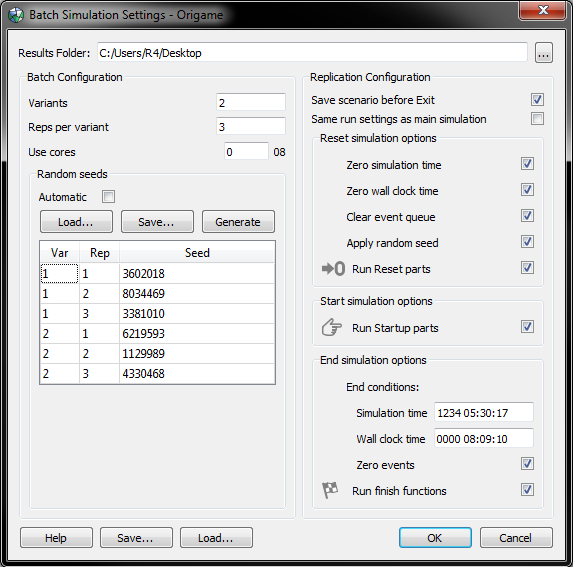 Batch Simulation Settings - Origame
Results Folder: C:/Users/R4/Desktop ...
Batch Configuration
Variants 2
Reps per variant 3
Use cores 0 08
Random seeds
Automatic
Load... Save... Generate
Var Rep Seed
1 1 3602018
1 2 8034469
1 3 3381010
2 1 6219593
2 2 1129989
2 3 4330468
Replication Configuration
Save scenario before Exit
Same run settings as main simulation
Reset simulation options
Zero simulation time
Zero wall clock time
Clear event queue
Apply random seed
0 Run Reset parts
Start simulation options
Run Startup parts
End simulation options
End conditions:
Simulation time 1234 05:30:17
Wall clock time 0000 08:09:10
Zero events
Run finish functions
Help Save... Load... OK Cancel